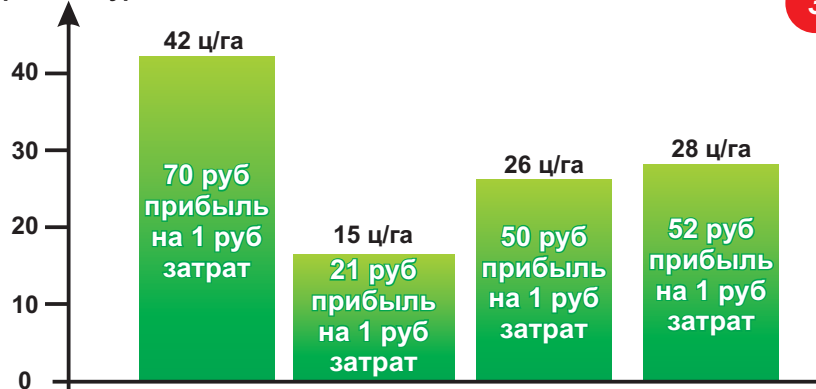 42 ц/га
40
30
20
10
0
70 руб
прибыль
на 1 руб
затрат
15 ц/га
21 руб
прибыль
на 1 руб
затрат
26 ц/га
50 руб
прибыль
на 1 руб
затрат
28 ц/га
52 руб
прибыль
на 1 руб
затрат